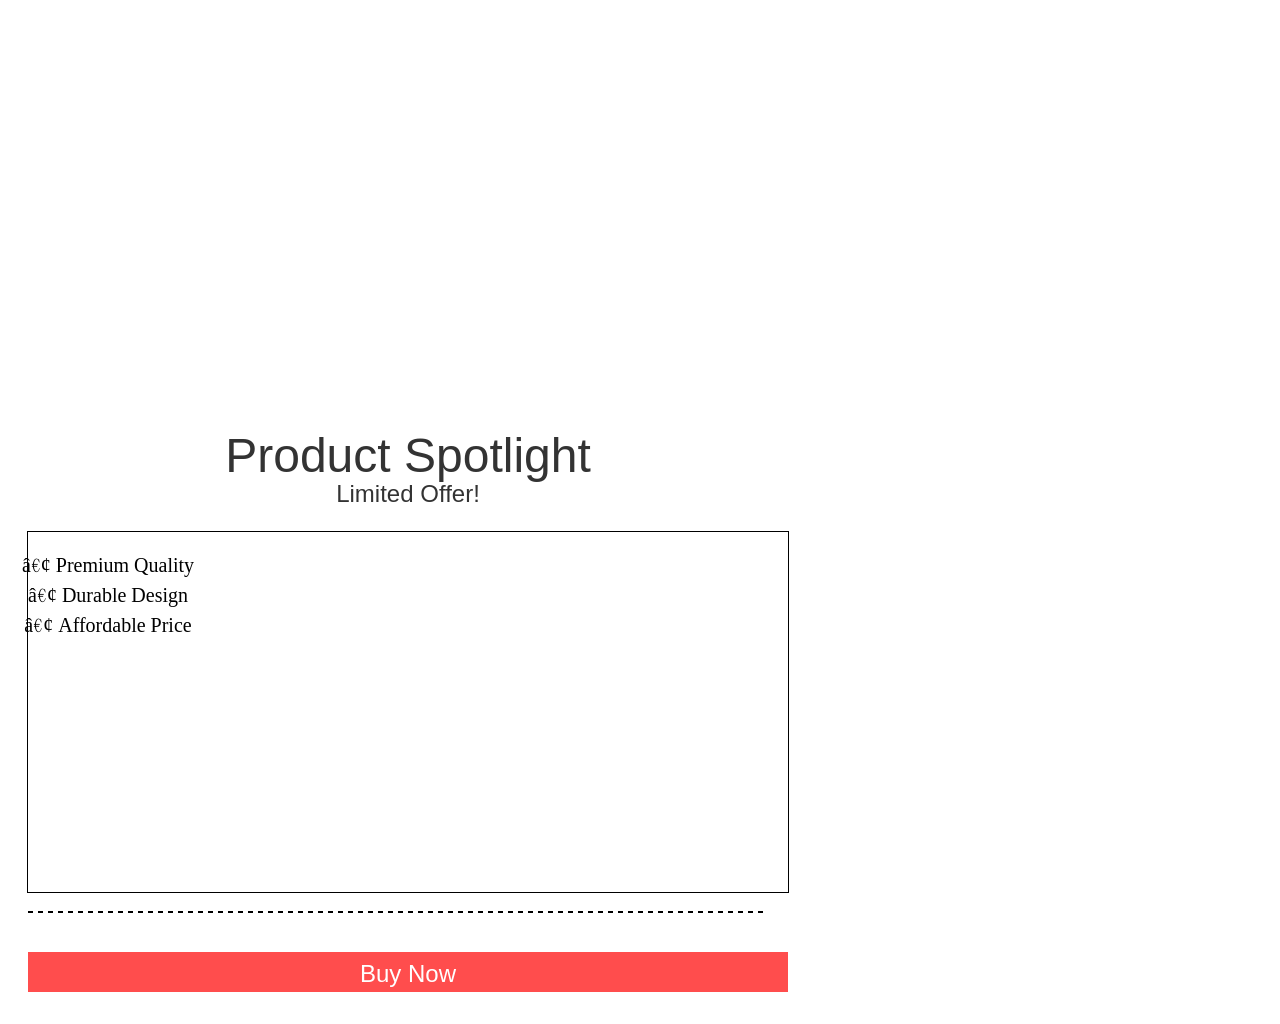 Product Spotlight
Limited Offer!
â€¢ Premium Quality
â€¢ Durable Design
â€¢ Affordable Price
Buy Now